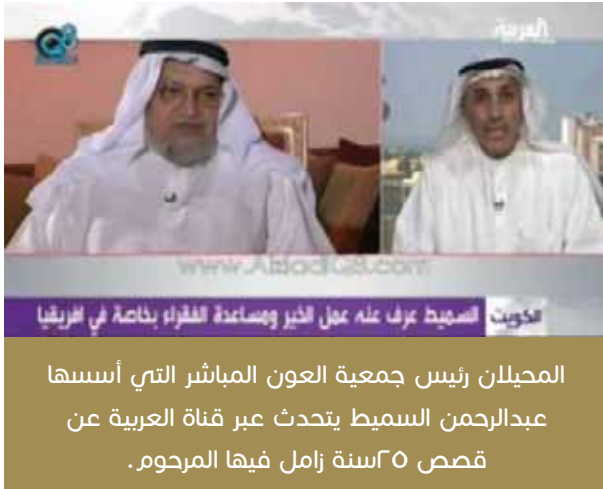 العربية
www.AlziadiQ8.com
الكويت السميط عرف عنه عمل الخير ومساعدة الفقراء بخاصة في افريقيا
المحيلان رئيس جمعية العون المباشر التي أسسها
عبدالرحمن السميط يتحدث عبر قناة العربية عن
قصص ٢٥سنة زامل فيها المرحوم.